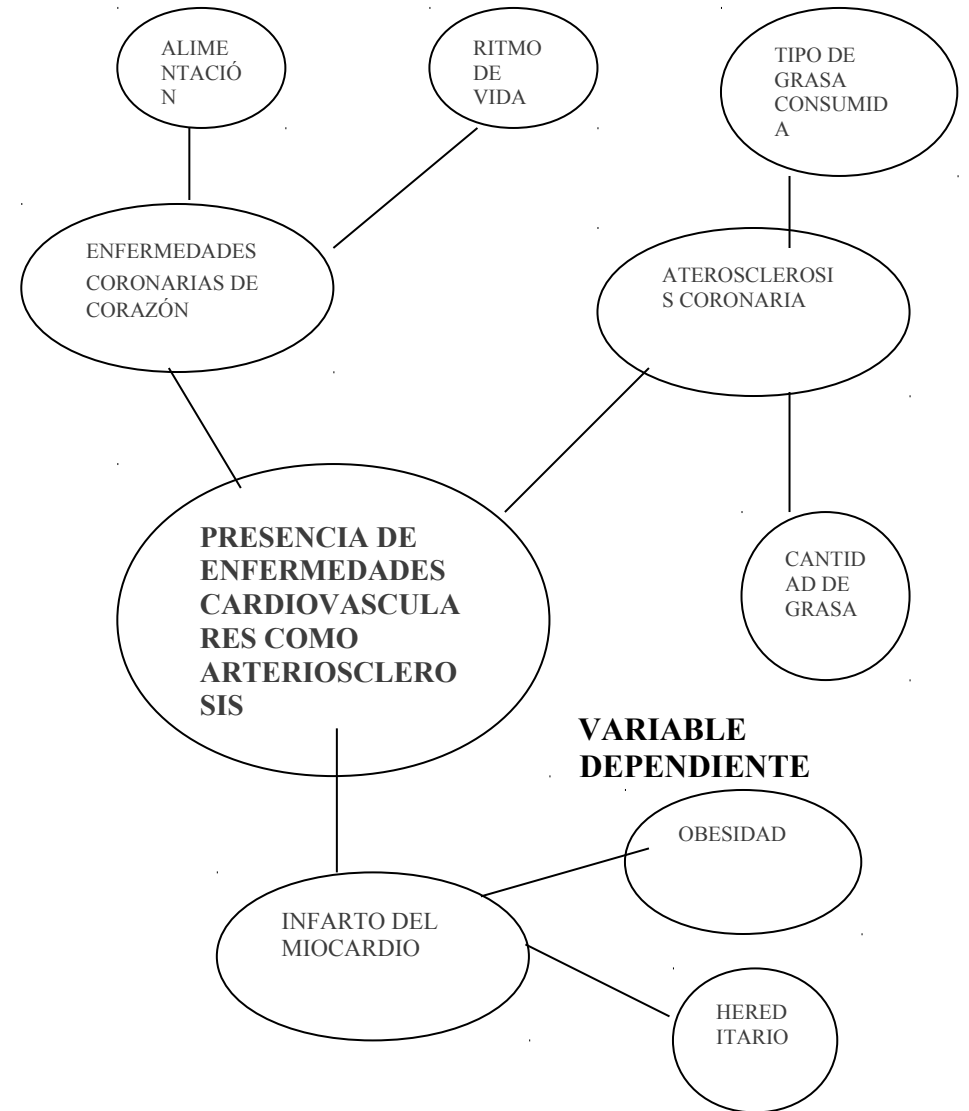 ALIME
NTACIÓ
N
RITMO
DE
VIDA
TIPO DE
GRASA
CONSUMID
A
ENFERMEDADES
CORONARIAS DE
CORAZÓN
ATEROSCLEROSI
S CORONARIA
PRESENCIA DE
ENFERMEDADES
CARDIOVASCULA
RES COMO
ARTERIOSCLERO
SIS
CANTID
AD DE
GRASA
VARIABLE
DEPENDIENTE
OBESIDAD
INFARTO DEL
MIOCARDIO
HERED
ITARIO